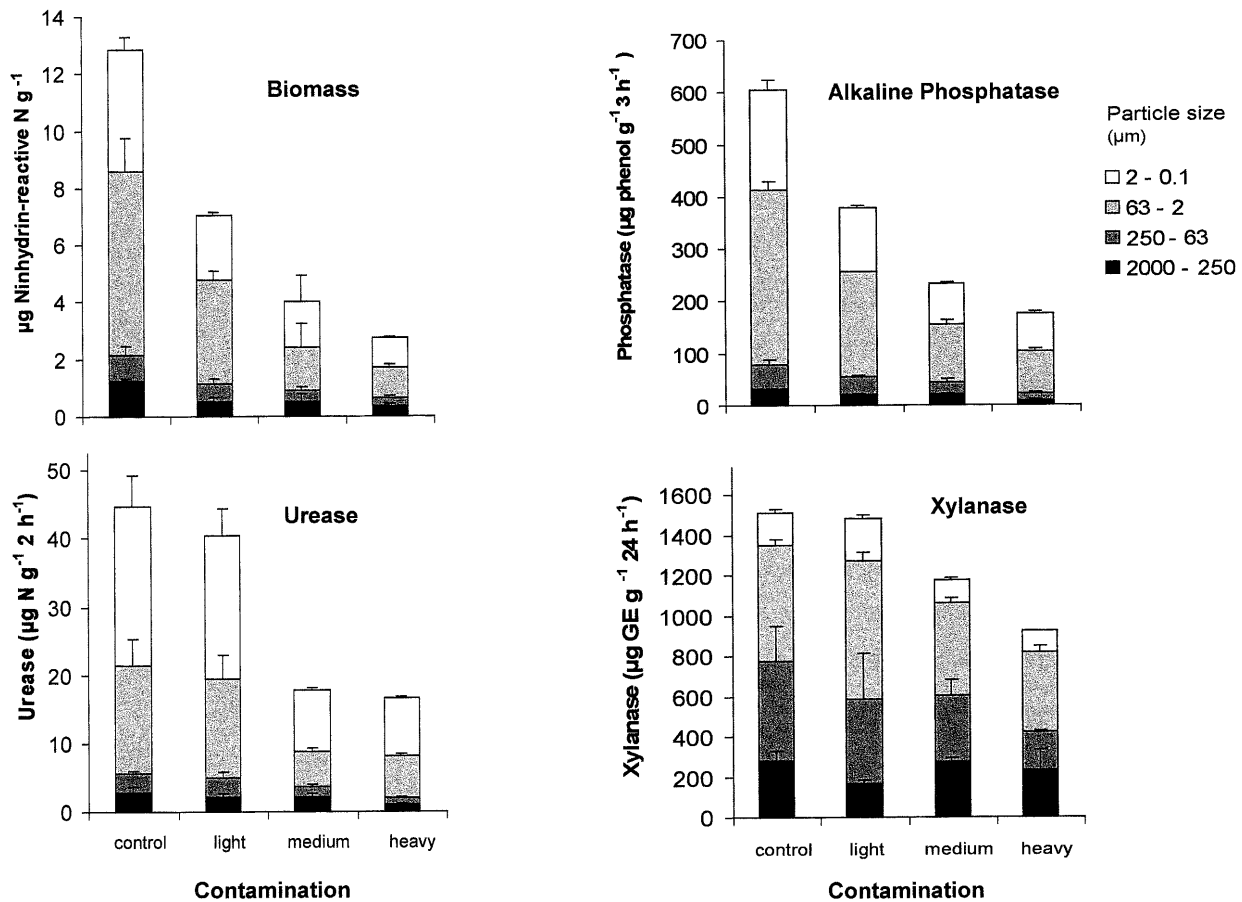 Biomass
µg Ninhydrin-reactive N g-1
14
12
10
8
6
4
2
0
Alkaline Phosphatase
Phosphatase (µg phenol g-1 3 h-1)
700
600
500
400
300
200
100
0
Particle size
(µm)
2 - 0.1
63 - 2
250 - 63
2000 - 250
Urease
Urease (µg N g-1 2 h-1)
50
40
30
20
10
0
control light medium heavy
Contamination
Xylanase
Xylanase (µg GE g-1 24 h-1)
1600
1400
1200
1000
800
600
400
200
0
control light medium heavy
Contamination